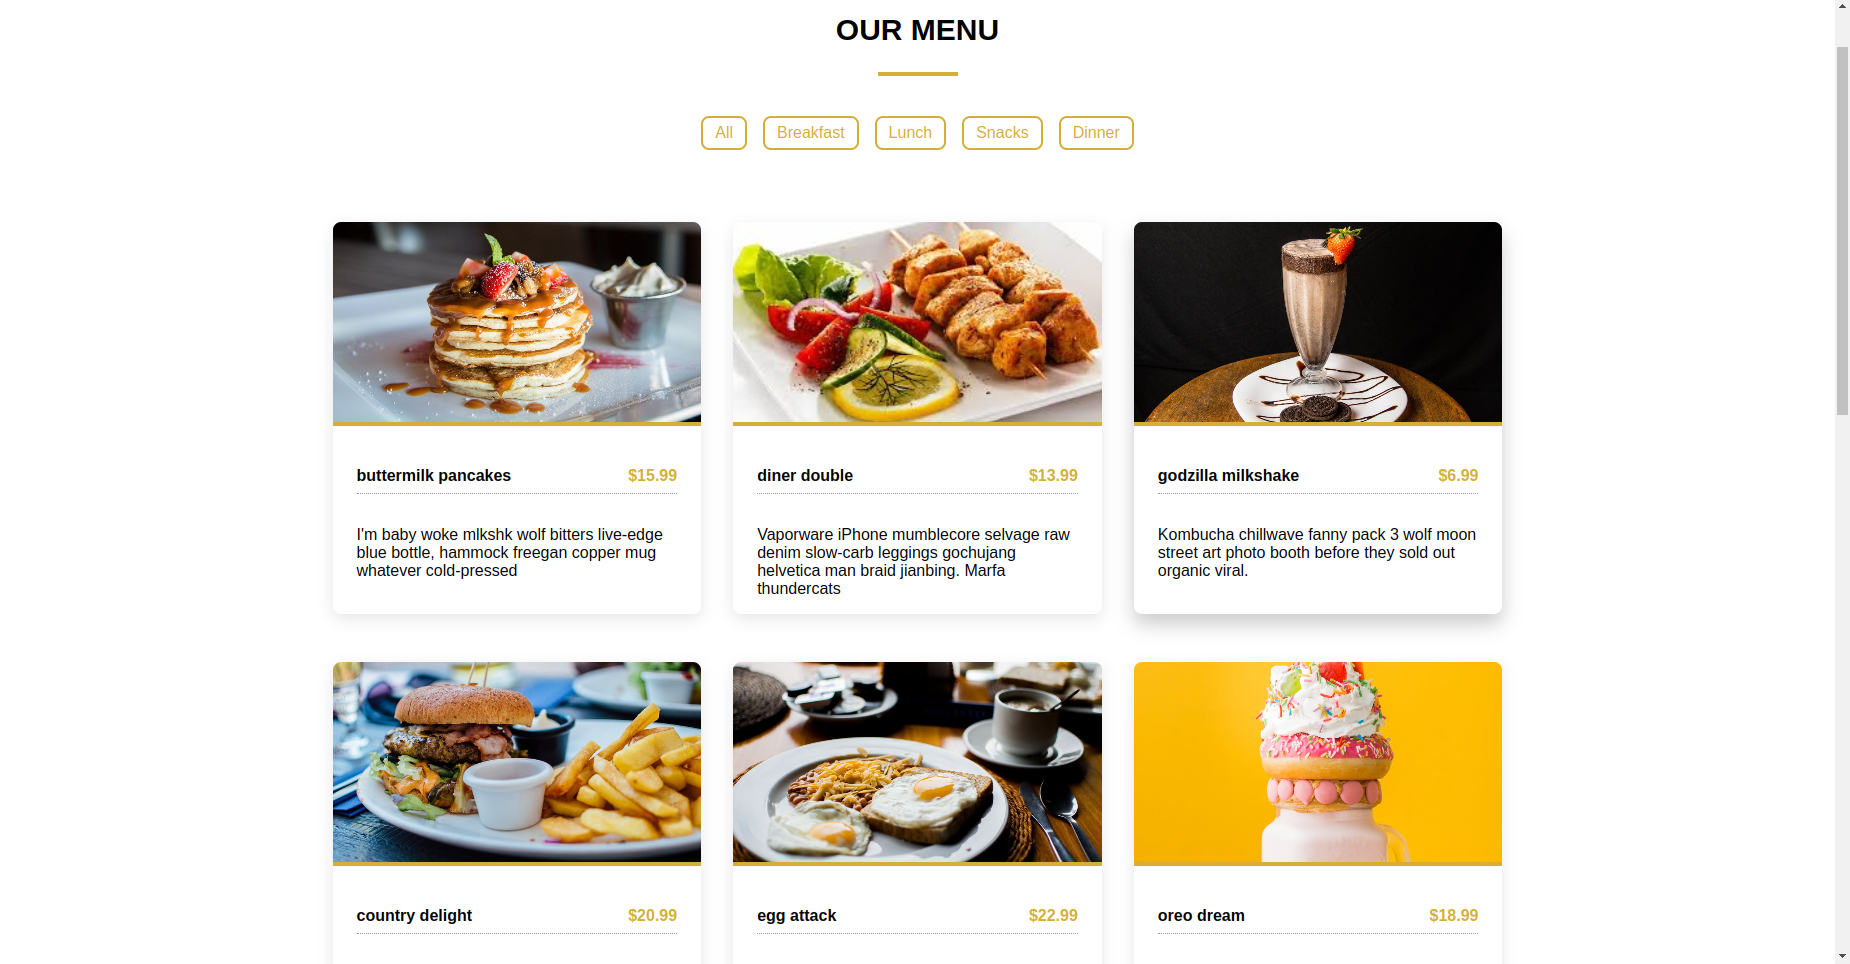 OUR MENU
All Breakfast Lunch Snacks Dinner
buttermilk pancakes $15.99
I'm baby woke mlkshk wolf bitters live-edge
blue bottle, hammock freegan copper mug
whatever cold-pressed
diner double $13.99
Vaporware iPhone mumblecore selvage raw
denim slow-carb leggings gochujang
helvetica man braid jianbing. Marfa
thundercats
godzilla milkshake $6.99
Kombucha chillwave fanny pack 3 wolf moon
street art photo booth before they sold out
organic viral.
country delight $20.99
egg attack $22.99
oreo dream $18.99